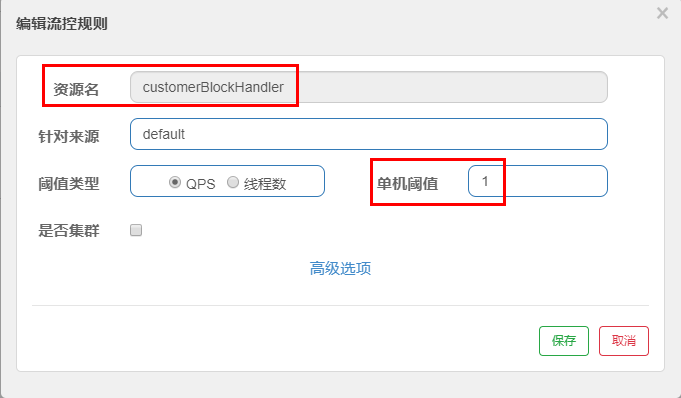 编辑流控规则
×
资源名 customerBlockHandler
针对来源 default
阈值类型 QPS 线程数 单机阈值 1
是否集群
高级选项
保存 取消